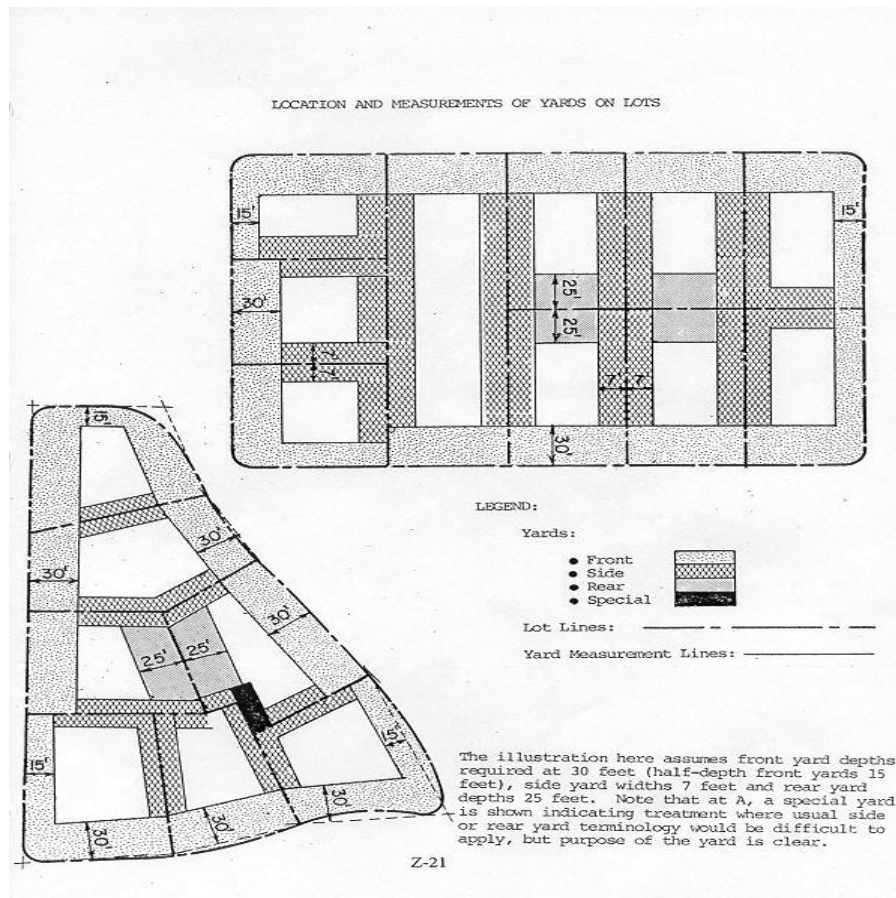 LOCATION AND MEASUREMENTS OF YARDS ON LOTS
15'
15'
30'
25'
25'
7'
7'
7'
7'
30'
15'
30'
30'
30'
25'
25'
15'
15'
30'
30'
30'
LEGEND:
Yards:
• Front
• Side
• Rear
• Special
Lot Lines:
Yard Measurement Lines:
The illustration here assumes front yard depths
required at 30 feet (half-depth front yards 15
feet), side yard widths 7 feet and rear yard
depths 25 feet. Note that at A, a special yard
is shown indicating treatment where usual side
or rear yard terminology would be difficult to
apply, but purpose of the yard is clear.
Z-21